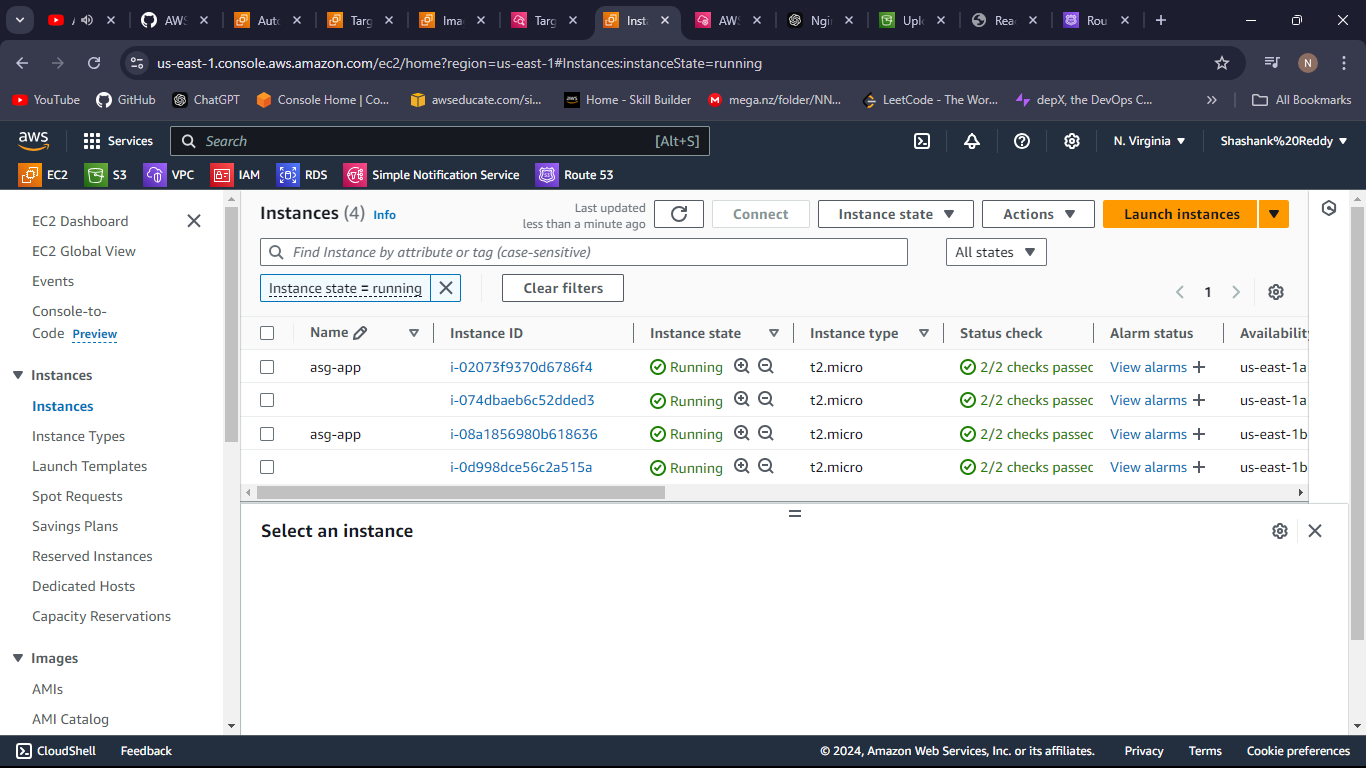 AWS
Auto
Targ
Ima
Targ
Inst
AWS
Ngin
Uplo
Rea
Rou
us-east-1.console.aws.amazon.com/ec2/home?region=us-east-1#Instances:instanceState=running
N
YouTube
GitHub
ChatGPT
Console Home | Co...
awseducate.com/si...
Home - Skill Builder
mega.nz/folder/NN...
LeetCode - The Wor...
depX, the DevOps C...
»
All Bookmarks
aws
Services
Search
[Alt+S]
N. Virginia
Shashank%20Reddy
EC2
S3
VPC
IAM
RDS
Simple Notification Service
Route 53
EC2 Dashboard
EC2 Global View
Events
Console-to-
Code Preview
Instances
Instances
Instance Types
Launch Templates
Spot Requests
Savings Plans
Reserved Instances
Dedicated Hosts
Capacity Reservations
Images
AMIs
AMI Catalog
Instances (4) Info
Last updated
less than a minute ago
Connect
Instance state
Actions
Launch instances
Find Instance by attribute or tag (case-sensitive)
All states
Instance state = running
Clear filters
1
Name Instance ID Instance state Instance type Status check Alarm status Availability
asg-app i-02073f9370d6786f4 Running t2.micro 2/2 checks passec View alarms + us-east-1a
i-074dbaeb6c52dded3 Running t2.micro 2/2 checks passec View alarms + us-east-1a
asg-app i-08a1856980b618636 Running t2.micro 2/2 checks passec View alarms + us-east-1b
i-0d998dce56c2a515a Running t2.micro 2/2 checks passec View alarms + us-east-1b
Select an instance
CloudShell
Feedback
© 2024, Amazon Web Services, Inc. or its affiliates.
Privacy
Terms
Cookie preferences